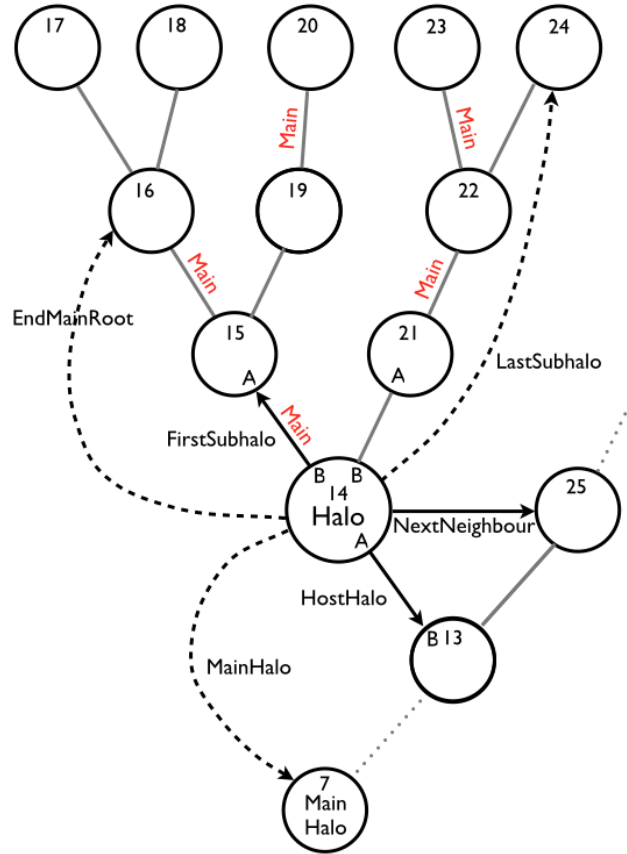 17
18
20
23
24
Main
Main
16
19
22
Main
Main
EndMainRoot
15
21
A
A
LastSubhalo
FirstSubhalo
Main
B
B
14
Halo
A
25
NextNeighbour
HostHalo
B 13
MainHalo
7
Main
Halo